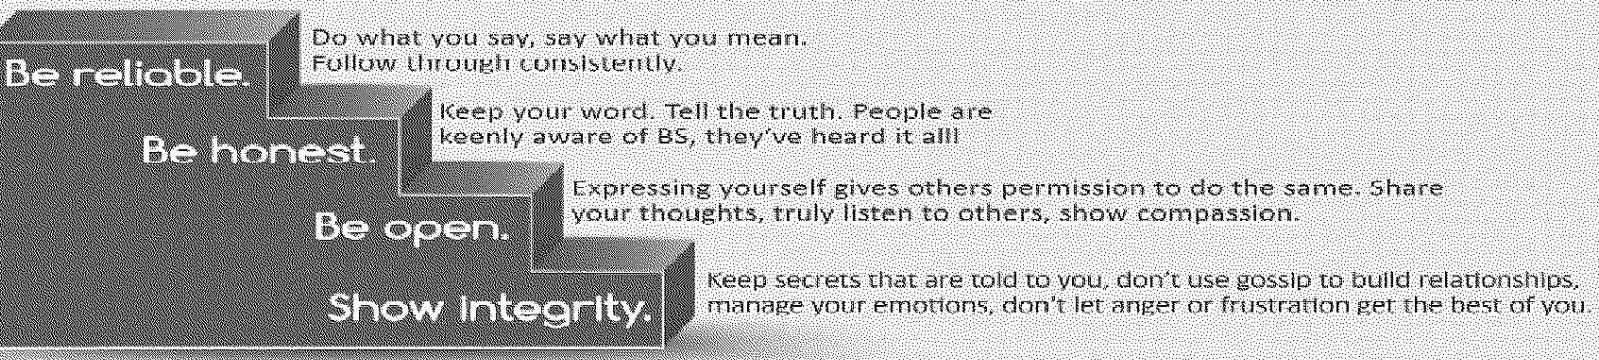 Be reliable.
Do what you say, say what you mean.
Follow through consistently.
Be honest.
Keep your word. Tell the truth. People are
keenly aware of BS, they've heard it all!
Be open.
Expressing yourself gives others permission to do the same. Share
your thoughts, truly listen to others, show compassion.
Show Integrity.
Keep secrets that are told to you, don't use gossip to build relationships,
manage your emotions, don't let anger or frustration get the best of you.